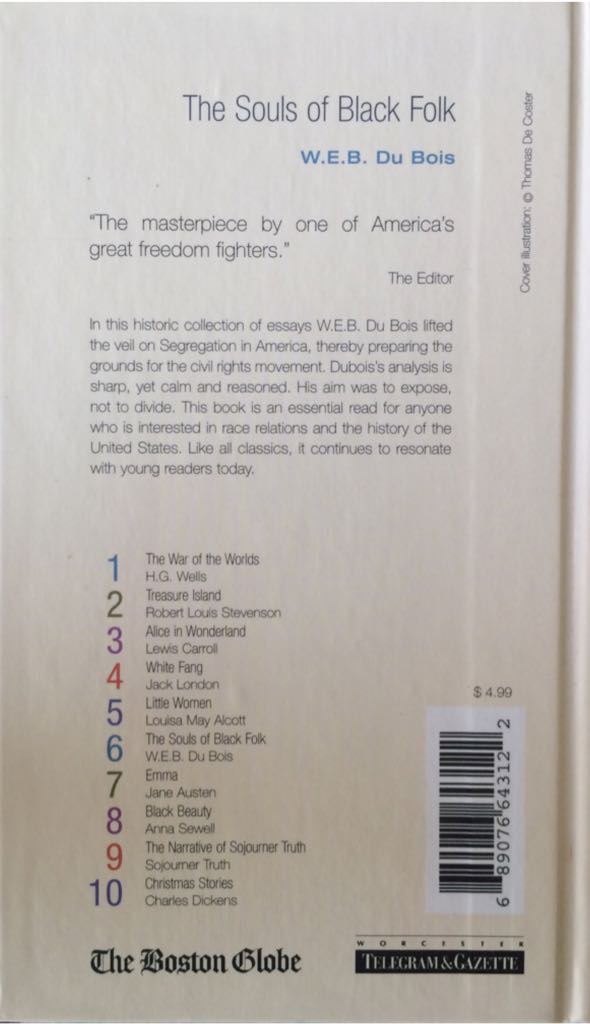 The Souls of Black Folk
W.E.B. Du Bois
Cover illustration: © Thomas De Coster
"The masterpiece by one of America's
great freedom fighters."
The Editor
In this historic collection of essays W.E.B. Du Bois lifted
the veil on Segregation in America, thereby preparing the
grounds for the civil rights movement. Dubois's analysis is
sharp, yet calm and reasoned. His aim was to expose,
not to divide. This book is an essential read for anyone
who is interested in race relations and the history of the
United States. Like all classics, it continues to resonate
with young readers today.
1 The War of the Worlds
H.G. Wells
2 Treasure Island
Robert Louis Stevenson
3 Alice in Wonderland
Lewis Carroll
4 White Fang
Jack London
5 Little Women
Louisa May Alcott
6 The Souls of Black Folk
W.E.B. Du Bois
7 Emma
Jane Austen
8 Black Beauty
Anna Sewell
9 The Narrative of Sojourner Truth
Sojourner Truth
10 Christmas Stories
Charles Dickens
$ 4.99
6 89076 64312 2
The Boston Globe
WORCESTER
TELEGRAM & GAZETTE